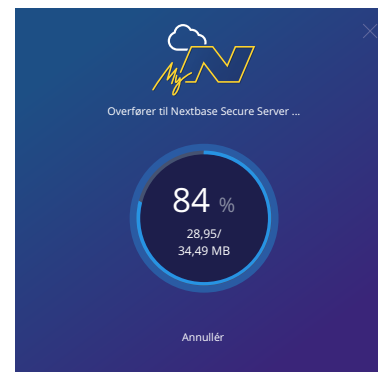 My N
Overfører til Nextbase Secure Server ...
84 %
28,95/
34,49 MB
Annullér